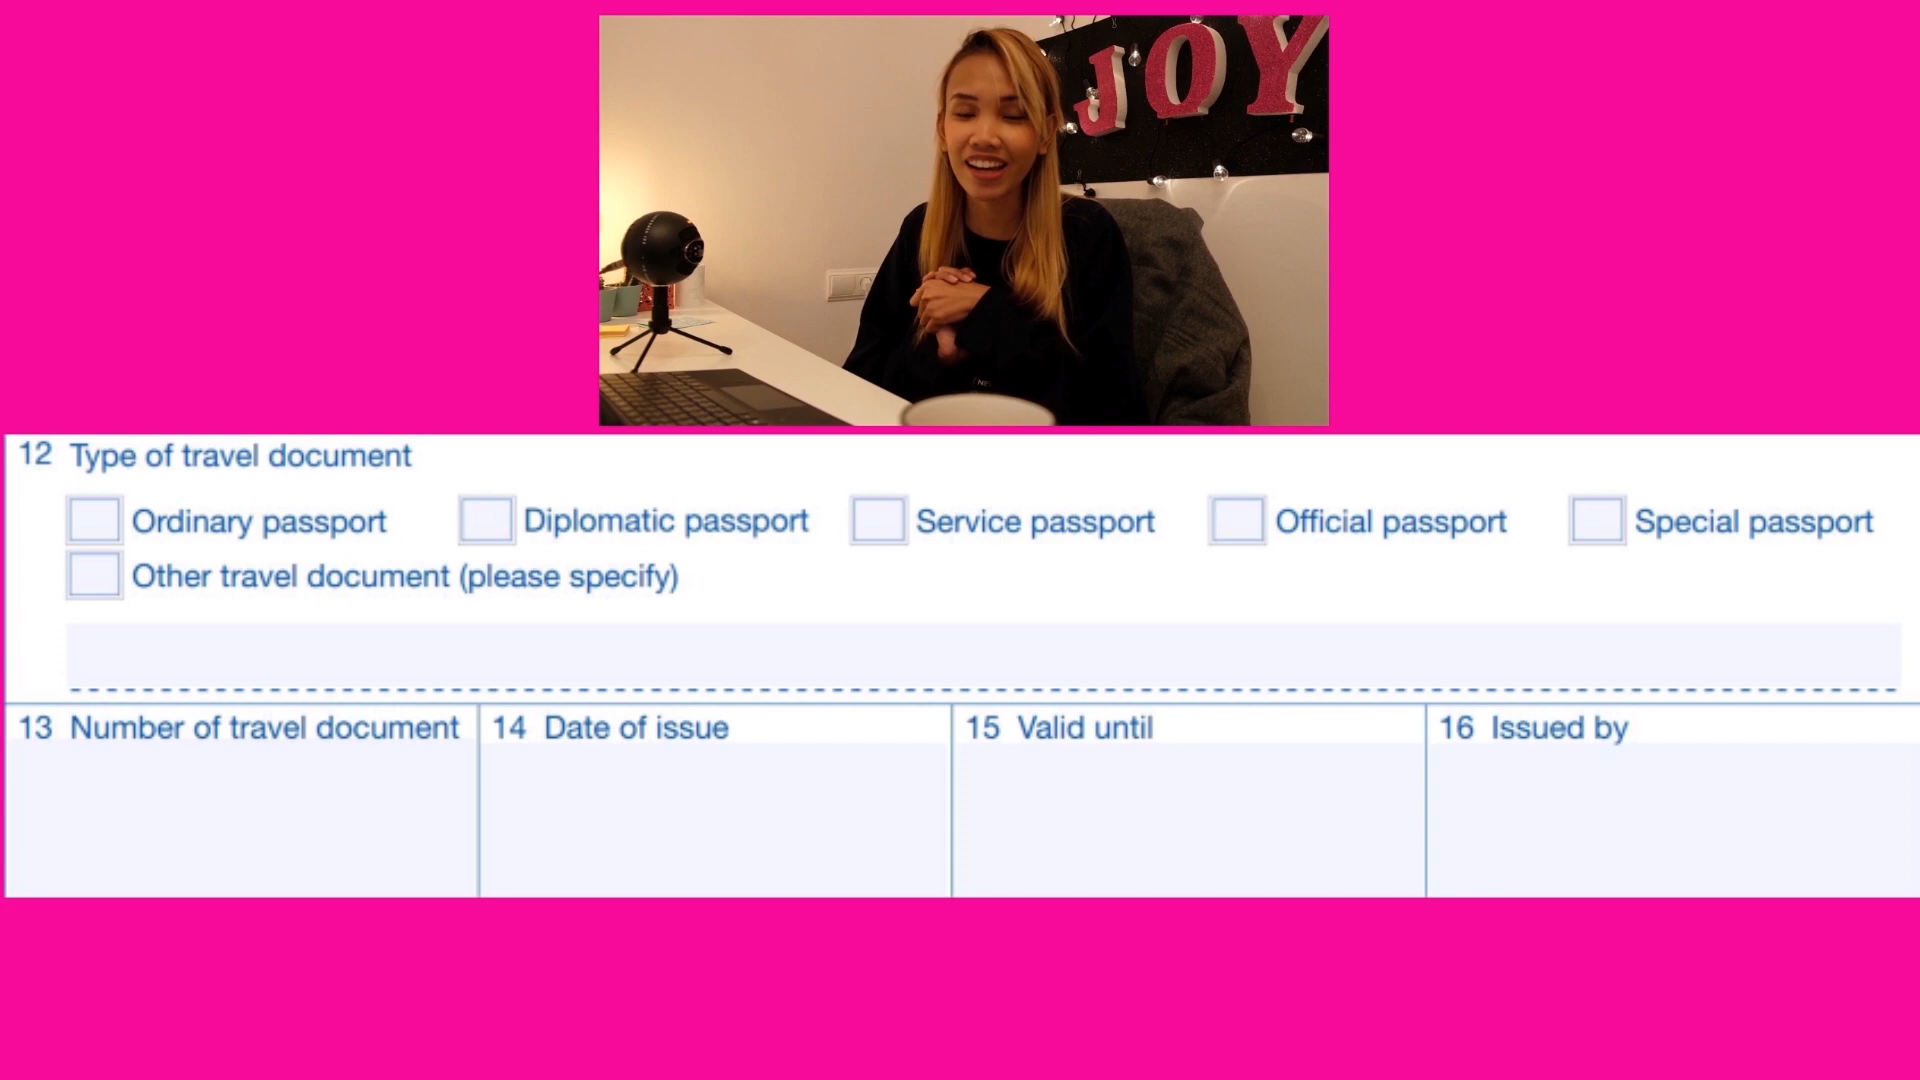 JOY
12 Type of travel document
Ordinary passport Diplomatic passport Service passport Official passport Special passport
Other travel document (please specify)
13 Number of travel document 14 Date of issue 15 Valid until 16 Issued by